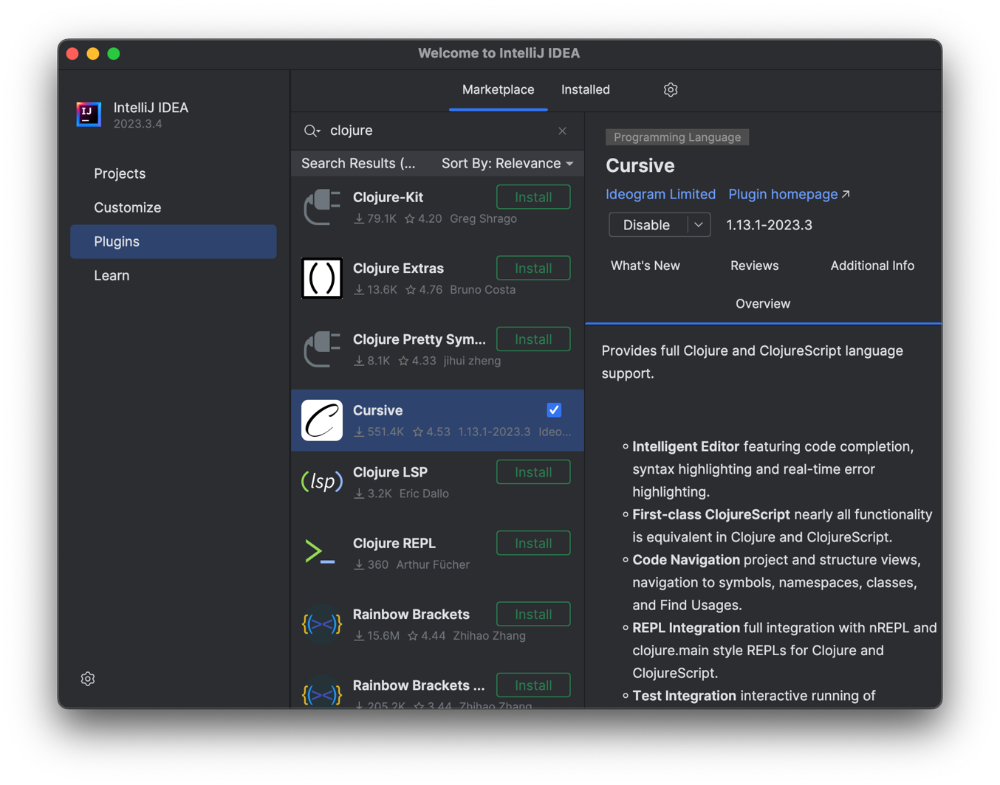 Welcome to IntelliJ IDEA
IJ
IntelliJ IDEA
2023.3.4
Projects
Customize
Plugins
Learn
Marketplace
Installed
clojure
Search Results (...
Sort By: Relevance
Clojure-Kit
Install
79.1K 4.20 Greg Shrago
()
Clojure Extras
Install
13.6K 4.76 Bruno Costa
Clojure Pretty Sym...
Install
8.1K 4.33 jihui zheng
C
Cursive
551.4K 4.53 1.13.1-2023.3 Ideo...
(lsp)
Clojure LSP
Install
3.2K Eric Dallo
>_
Clojure REPL
Install
360 Arthur Fücher
{(><)}
Rainbow Brackets
Install
15.6M 4.44 Zhihao Zhang
{(><)}
Rainbow Brackets ...
Install
205.2K 3.44 Zhihao Zhang
Programming Language
Cursive
Ideogram Limited Plugin homepage ↗
Disable
1.13.1-2023.3
What's New
Reviews
Additional Info
Overview
Provides full Clojure and ClojureScript language
support.
Intelligent Editor featuring code completion,
syntax highlighting and real-time error
highlighting.
First-class ClojureScript nearly all functionality
is equivalent in Clojure and ClojureScript.
Code Navigation project and structure views,
navigation to symbols, namespaces, classes,
and Find Usages.
REPL Integration full integration with nREPL and
clojure.main style REPLs for Clojure and
ClojureScript.
Test Integration interactive running of